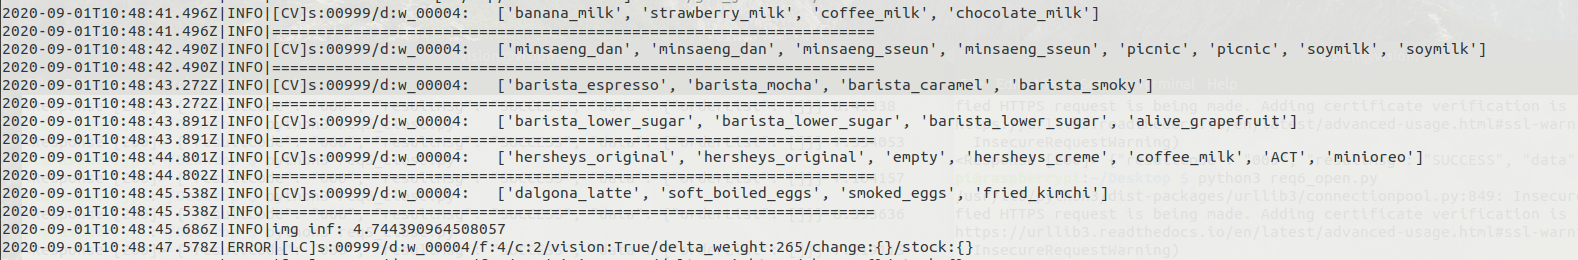 2020-09-01T10:48:41.496Z|INFO|[CV]s:00999/d:w_00004:   ['banana_milk', 'strawberry_milk', 'coffee_milk', 'chocolate_milk']
2020-09-01T10:48:41.496Z|INFO|==========================================================================
2020-09-01T10:48:42.490Z|INFO|[CV]s:00999/d:w_00004:   ['minsaeng_dan', 'minsaeng_dan', 'minsaeng_sseun', 'minsaeng_sseun', 'picnic', 'picnic', 'soymilk', 'soymilk']
2020-09-01T10:48:42.490Z|INFO|==========================================================================
2020-09-01T10:48:43.272Z|INFO|[CV]s:00999/d:w_00004:   ['barista_espresso', 'barista_mocha', 'barista_caramel', 'barista_smoky']
2020-09-01T10:48:43.272Z|INFO|==========================================================================
2020-09-01T10:48:43.891Z|INFO|[CV]s:00999/d:w_00004:   ['barista_lower_sugar', 'barista_lower_sugar', 'barista_lower_sugar', 'alive_grapefruit']
2020-09-01T10:48:43.891Z|INFO|==========================================================================
2020-09-01T10:48:44.801Z|INFO|[CV]s:00999/d:w_00004:   ['hersheys_original', 'hersheys_original', 'empty', 'hersheys_creme', 'coffee_milk', 'ACT', 'minioreo']
2020-09-01T10:48:44.802Z|INFO|==========================================================================
2020-09-01T10:48:45.538Z|INFO|[CV]s:00999/d:w_00004:   ['dalgona_latte', 'soft_boiled_eggs', 'smoked_eggs', 'fried_kimchi']
2020-09-01T10:48:45.538Z|INFO|==========================================================================
2020-09-01T10:48:45.686Z|INFO|img inf: 4.744390964508057
2020-09-01T10:48:47.578Z|ERROR|[LC]s:00999/d:w_00004/f:4/c:2/vision:True/delta_weight:265/change:{}/stock:{}